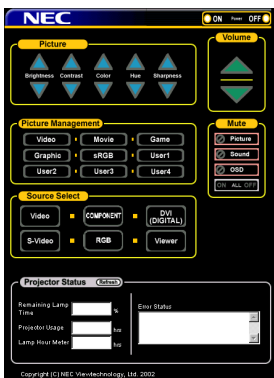 NEC
ON Power OFF
Picture
Brightness Contrast Color Hue Sharpness
Volume
Picture Management
Video Movie Game
Graphic sRGB User1
User2 User3 User4
Mute
Picture
Sound
OSD
ON ALL OFF
Source Select
Video COMPONENT DVI
(DIGITAL)
S-Video RGB Viewer
Projector Status (Refresh)
Remaining Lamp
Time %
Projector Usage hrs
Lamp Hour Meter hrs
Error Status
Copyright (C) NEC Viewtechnology, Ltd. 2002